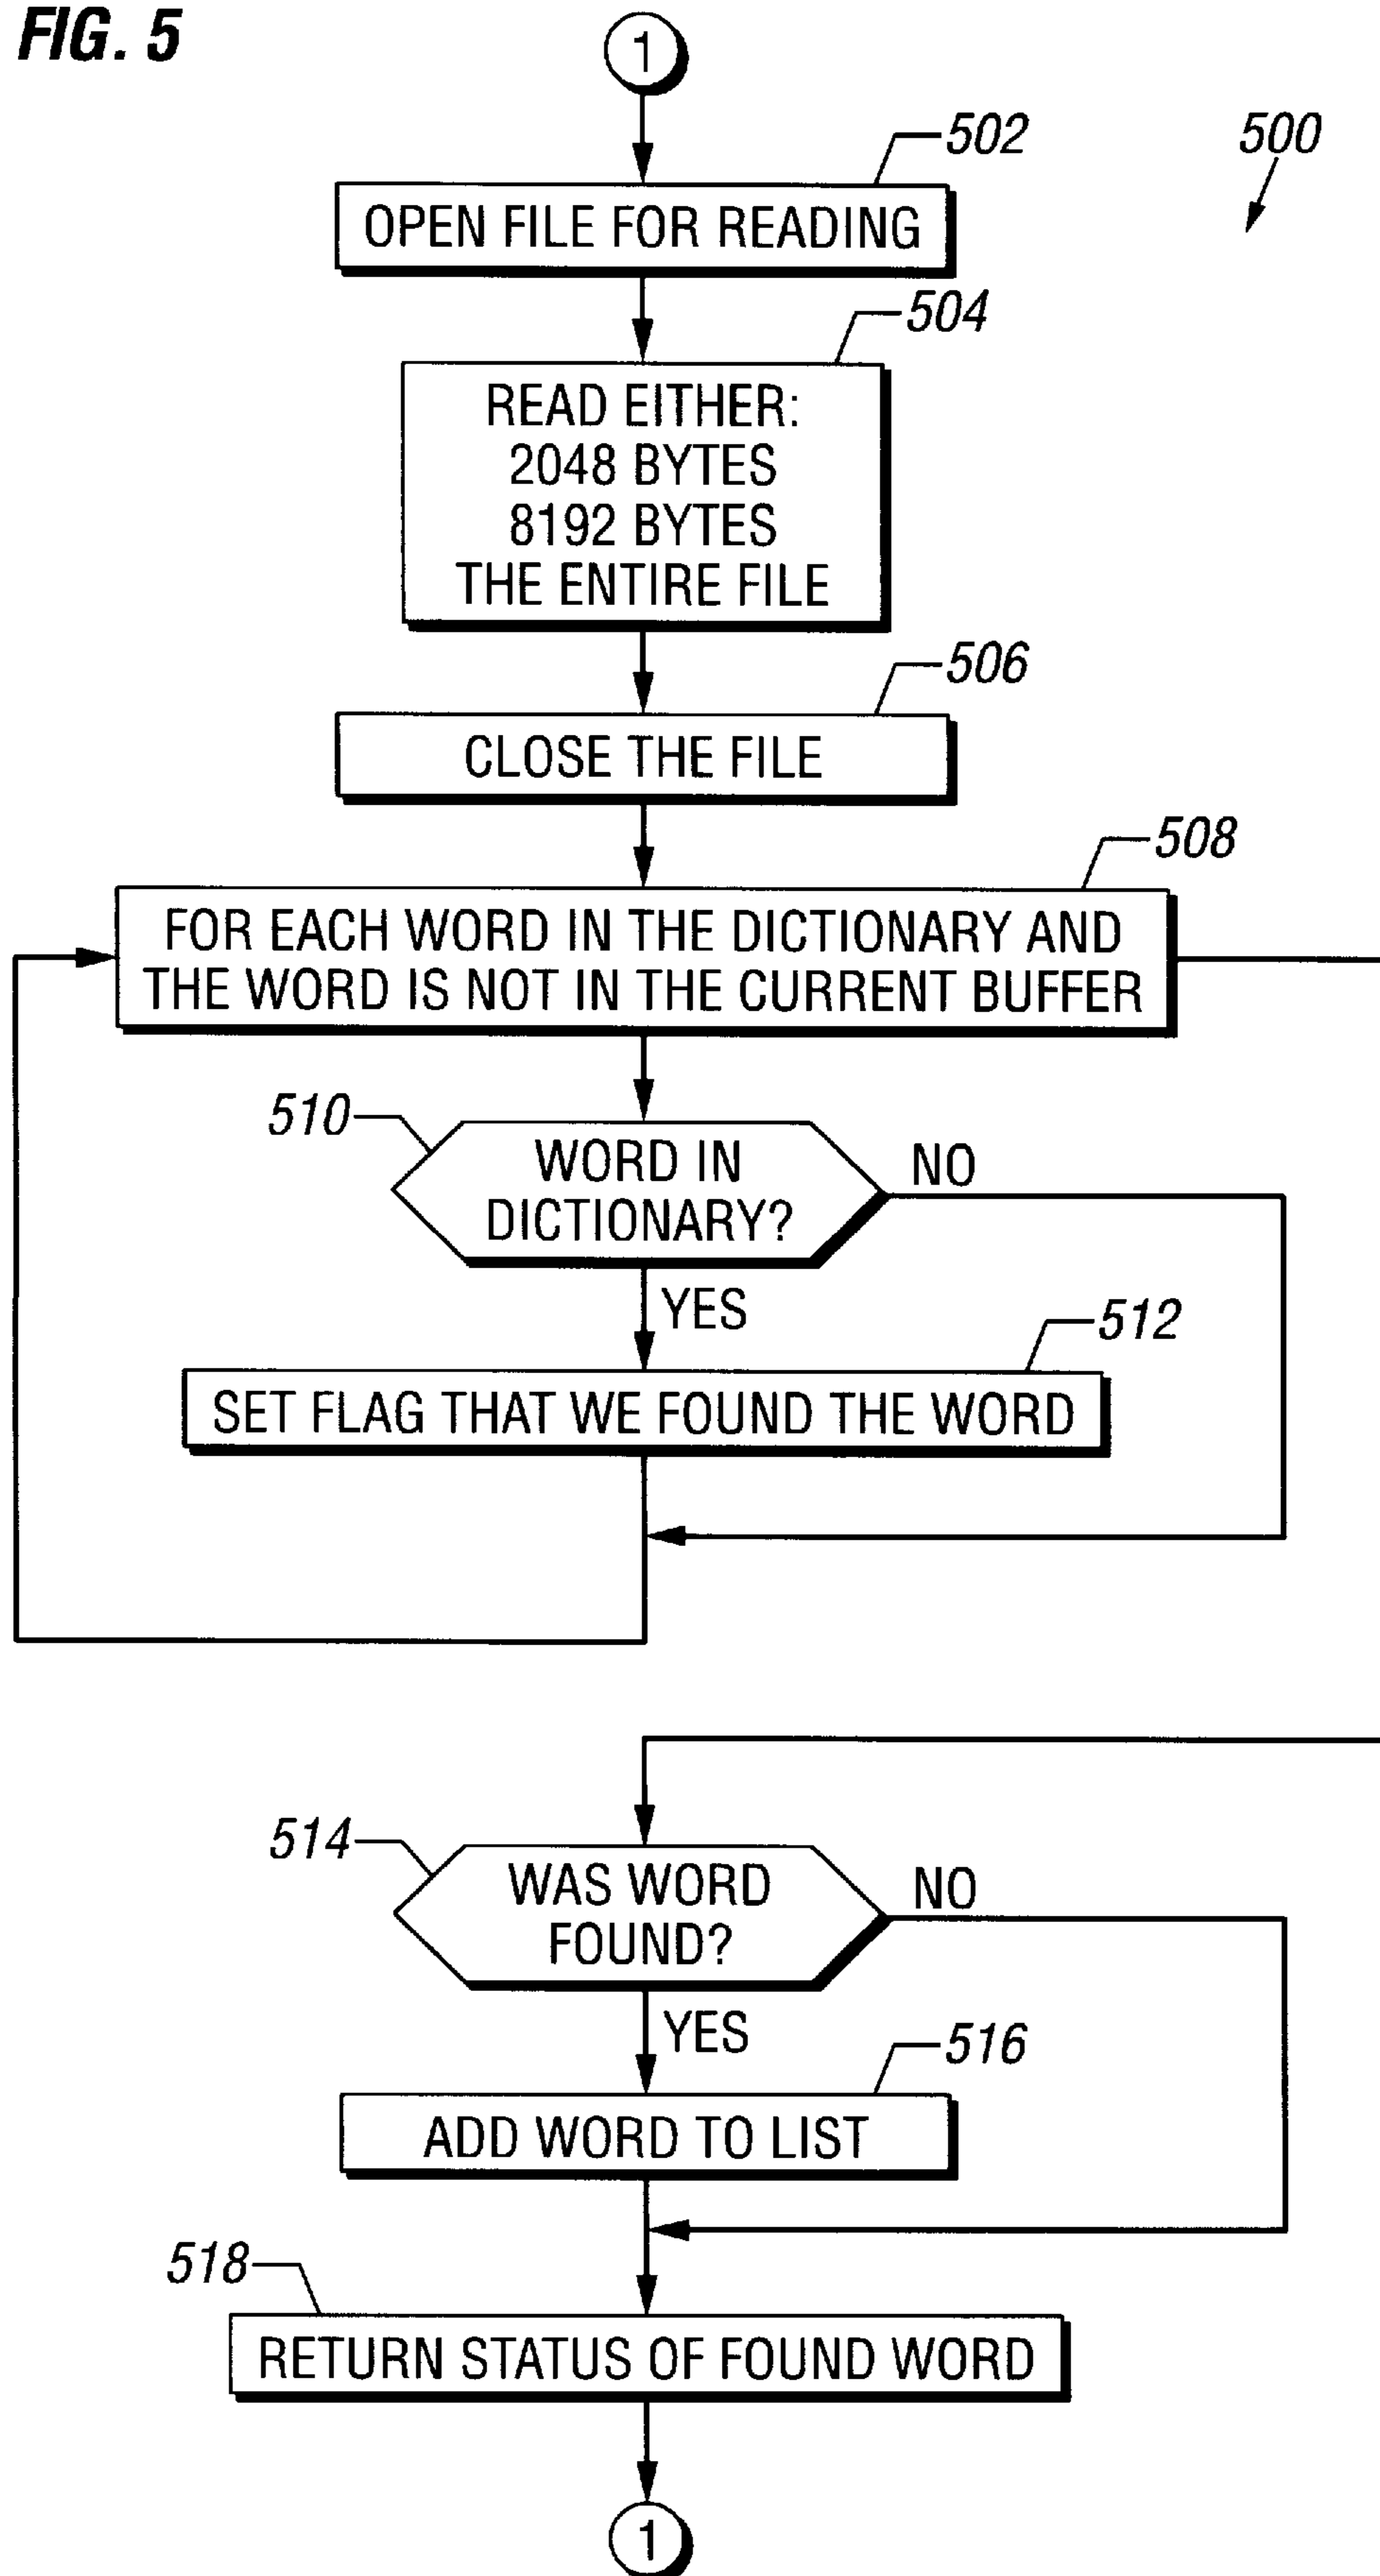 FIG. 5
1
502
500
OPEN FILE FOR READING
504
READ EITHER:
2048 BYTES
8192 BYTES
THE ENTIRE FILE
506
CLOSE THE FILE
508
FOR EACH WORD IN THE DICTIONARY AND
THE WORD IS NOT IN THE CURRENT BUFFER
510
WORD IN
DICTIONARY?
NO
YES
512
SET FLAG THAT WE FOUND THE WORD
514
WAS WORD
FOUND?
NO
YES
516
ADD WORD TO LIST
518
RETURN STATUS OF FOUND WORD
1